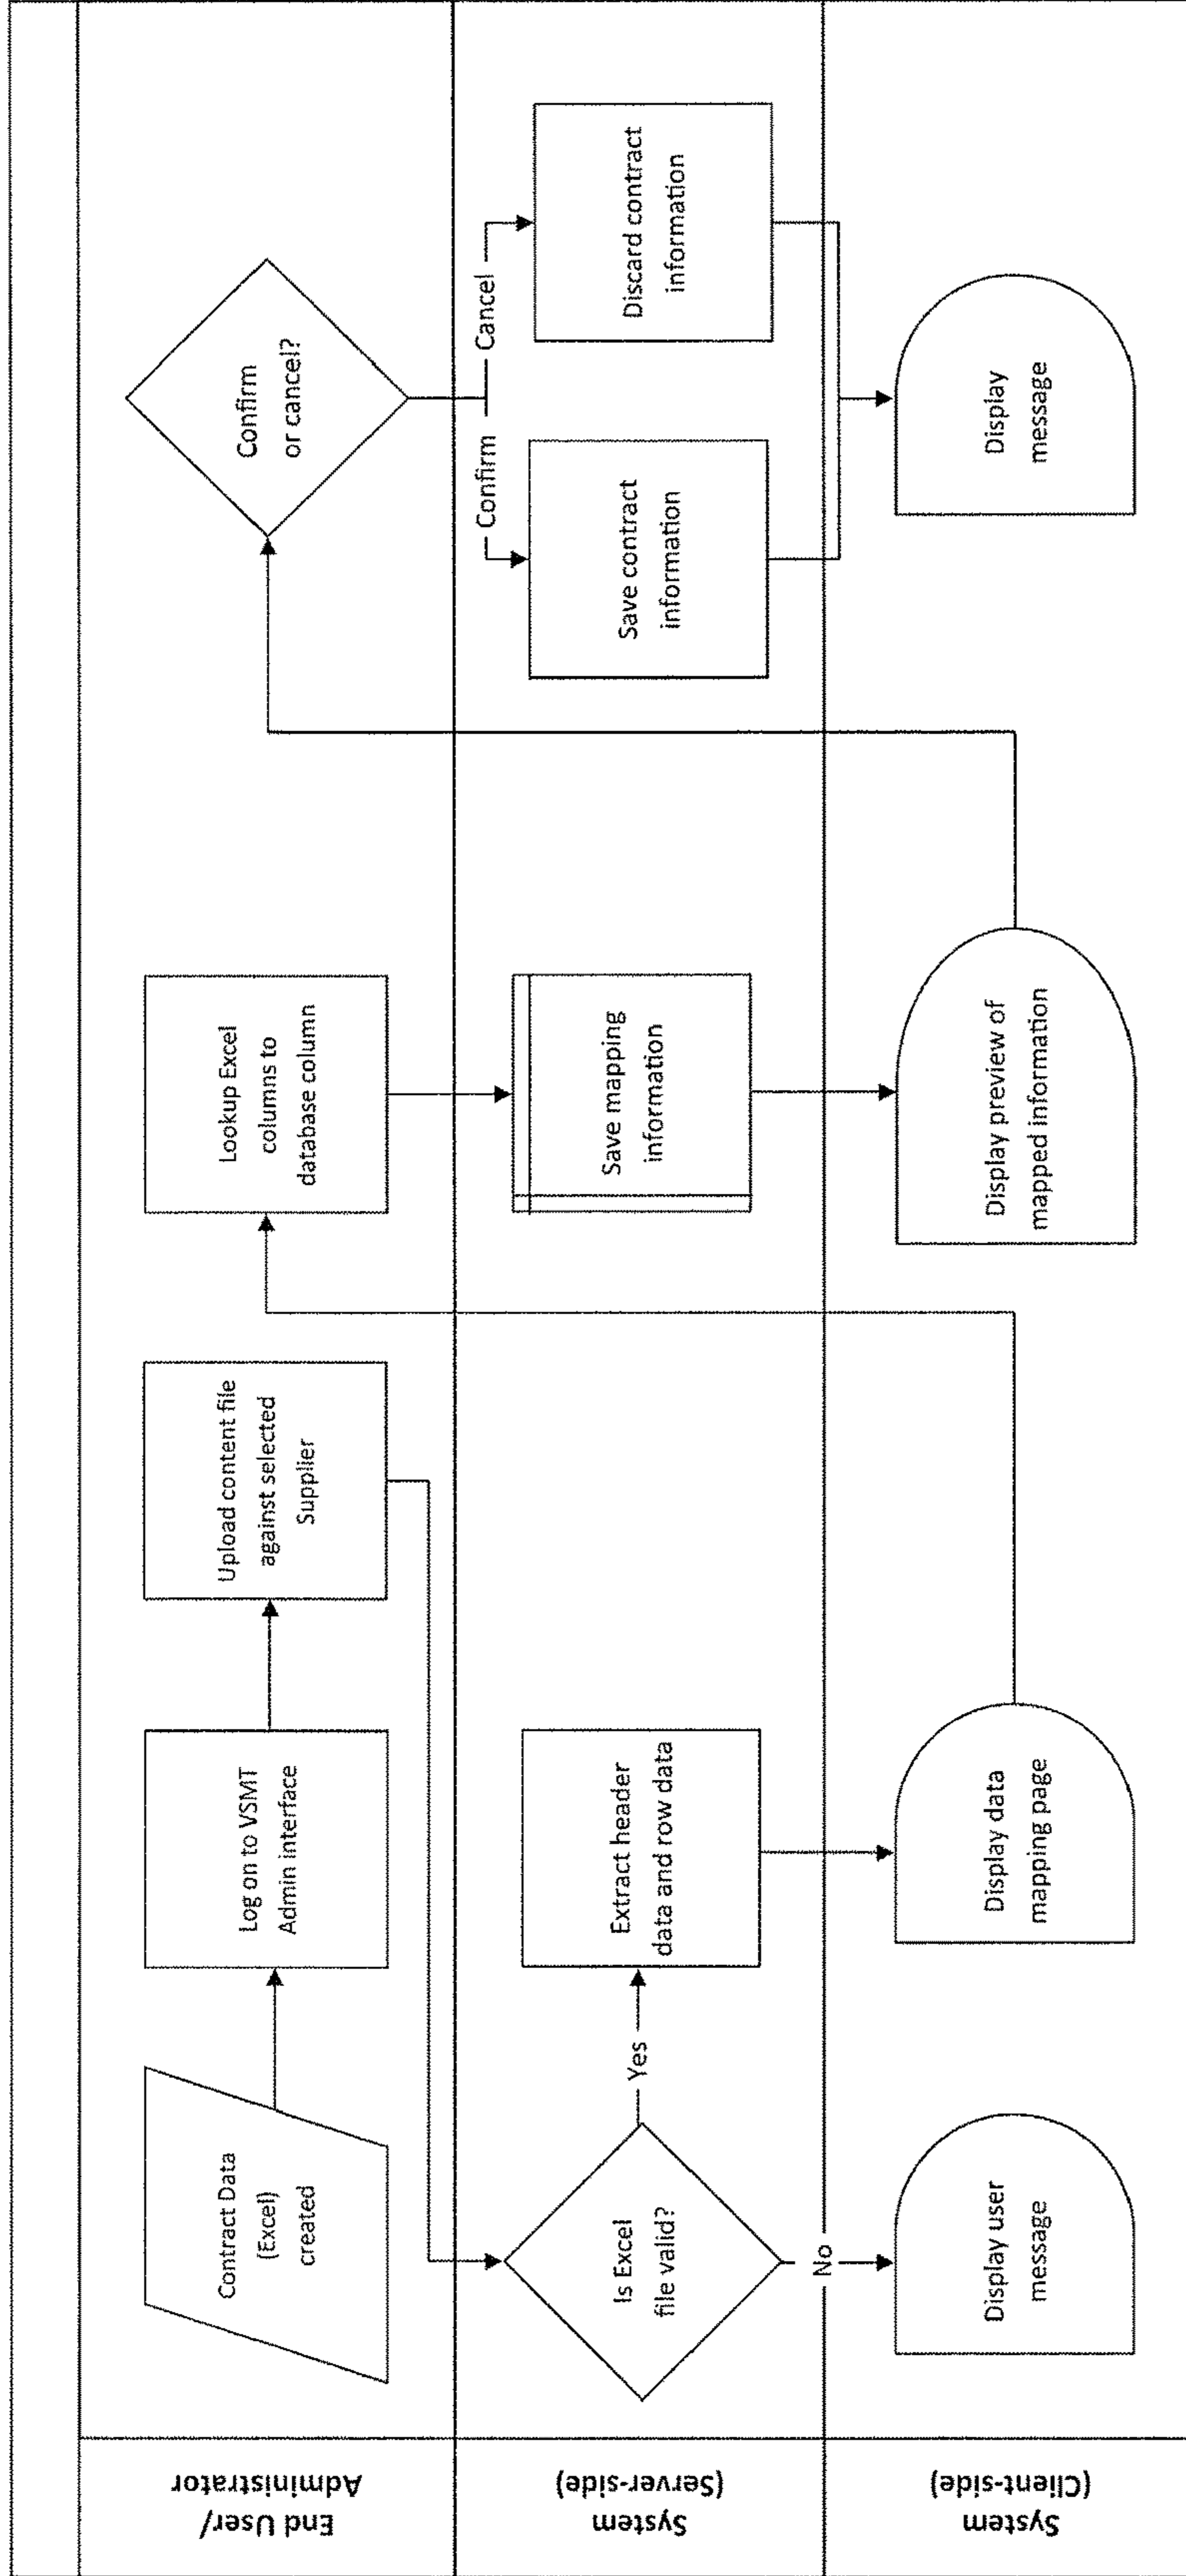 End User/
Administrator
Contract Data
(Excel)
created
Log on to VSMT
Admin interface
Upload content file
against selected
Supplier
Lookup Excel
columns to
database column
Confirm
or cancel?
System
(Server-side)
Is Excel
file valid?
Yes
No
Extract header
data and row data
Save mapping
information
Confirm
Cancel
Save contract
information
Discard contract
information
System
(Client-side)
Display user
message
Display data
mapping page
Display preview of
mapped information
Display
message